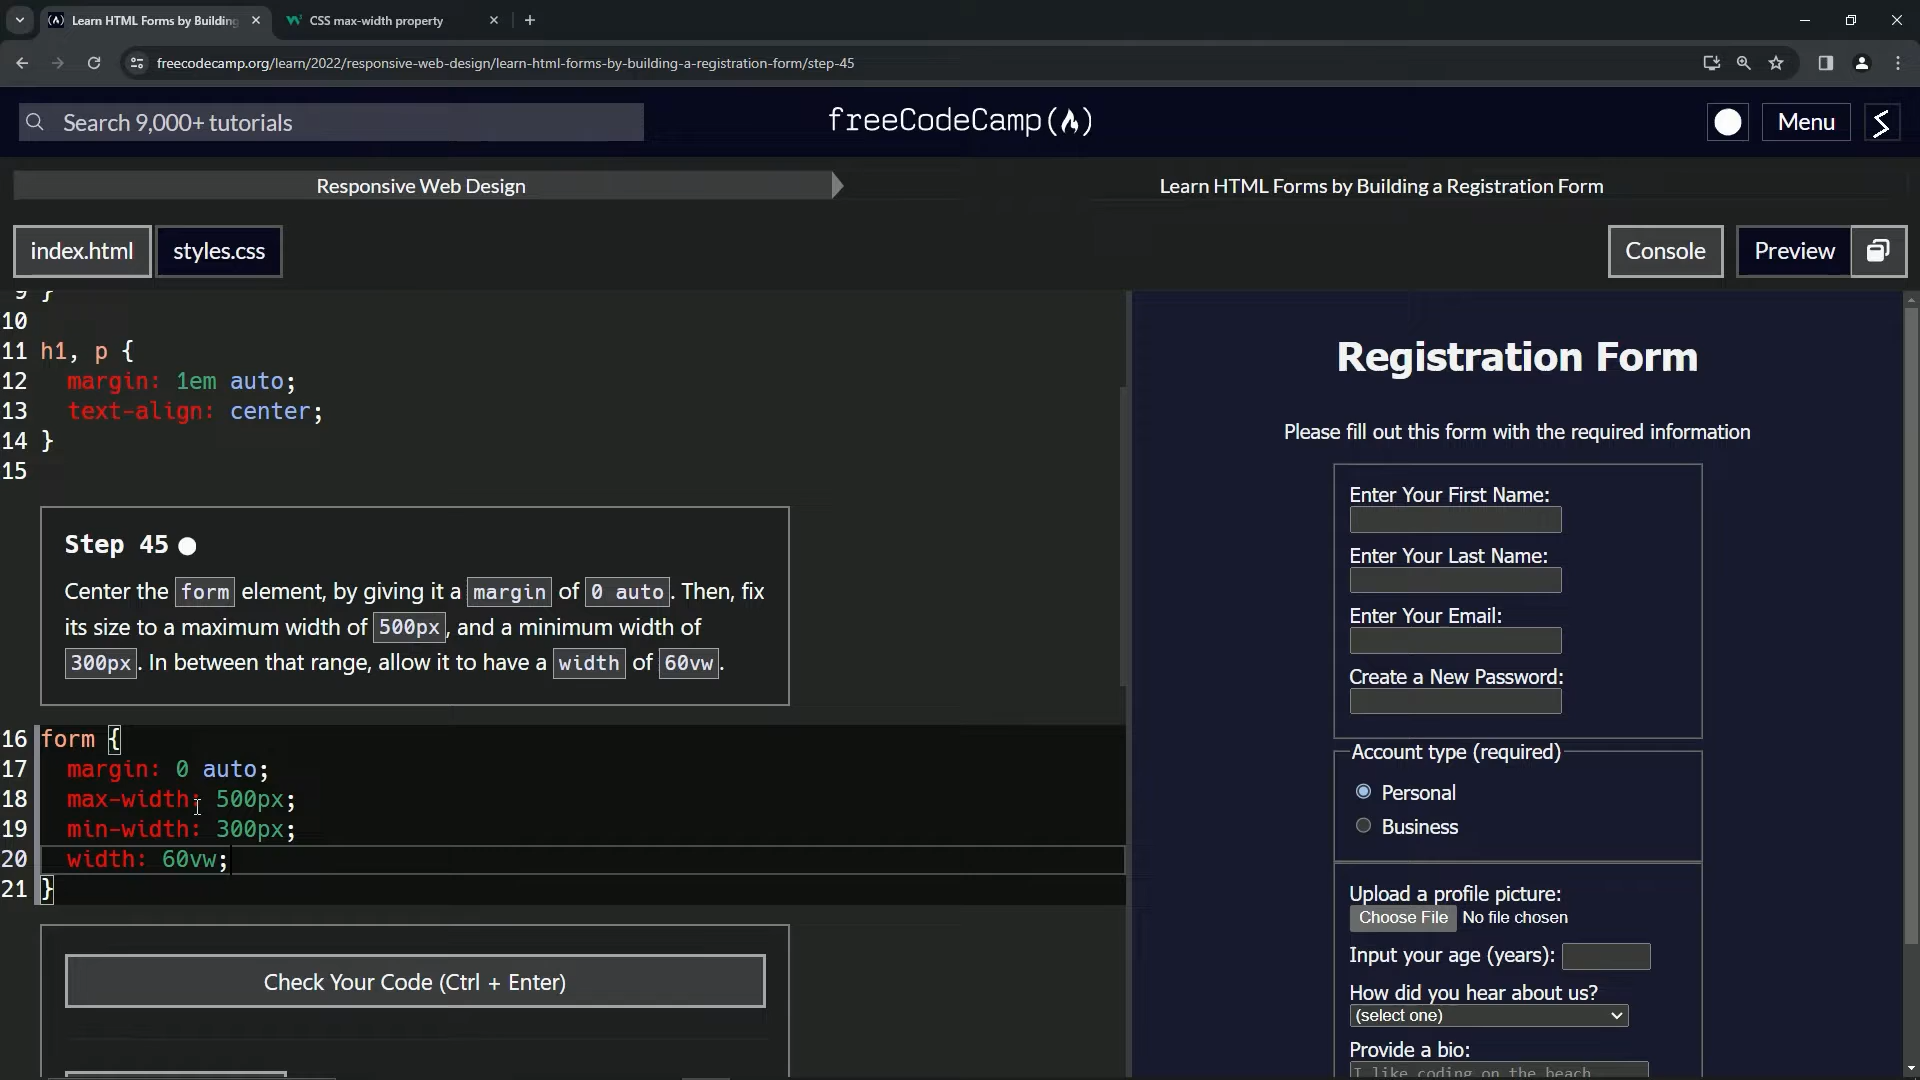 Learn HTML Forms by Building
CSS max-width property
freecodecamp.org/learn/2022/responsive-web-design/learn-html-forms-by-building-a-registration-form/step-45
Search 9,000+ tutorials
freeCodeCamp
Menu
Responsive Web Design
Learn HTML Forms by Building a Registration Form
index.html
styles.css
Console
Preview
9 }
10
11 h1, p {
12 margin: 1em auto;
13 text-align: center;
14 }
15
Step 45
Center the form element, by giving it a margin of 0 auto. Then, fix
its size to a maximum width of 500px, and a minimum width of
300px. In between that range, allow it to have a width of 60vw.
16 form {
17 margin: 0 auto;
18 max-width: 500px;
19 min-width: 300px;
20 width: 60vw;
21 }
Check Your Code (Ctrl + Enter)
Registration Form
Please fill out this form with the required information
Enter Your First Name:
Enter Your Last Name:
Enter Your Email:
Create a New Password:
Account type (required)
Personal
Business
Upload a profile picture:
Choose File No file chosen
Input your age (years):
How did you hear about us?
(select one)
Provide a bio:
I like coding on the beach